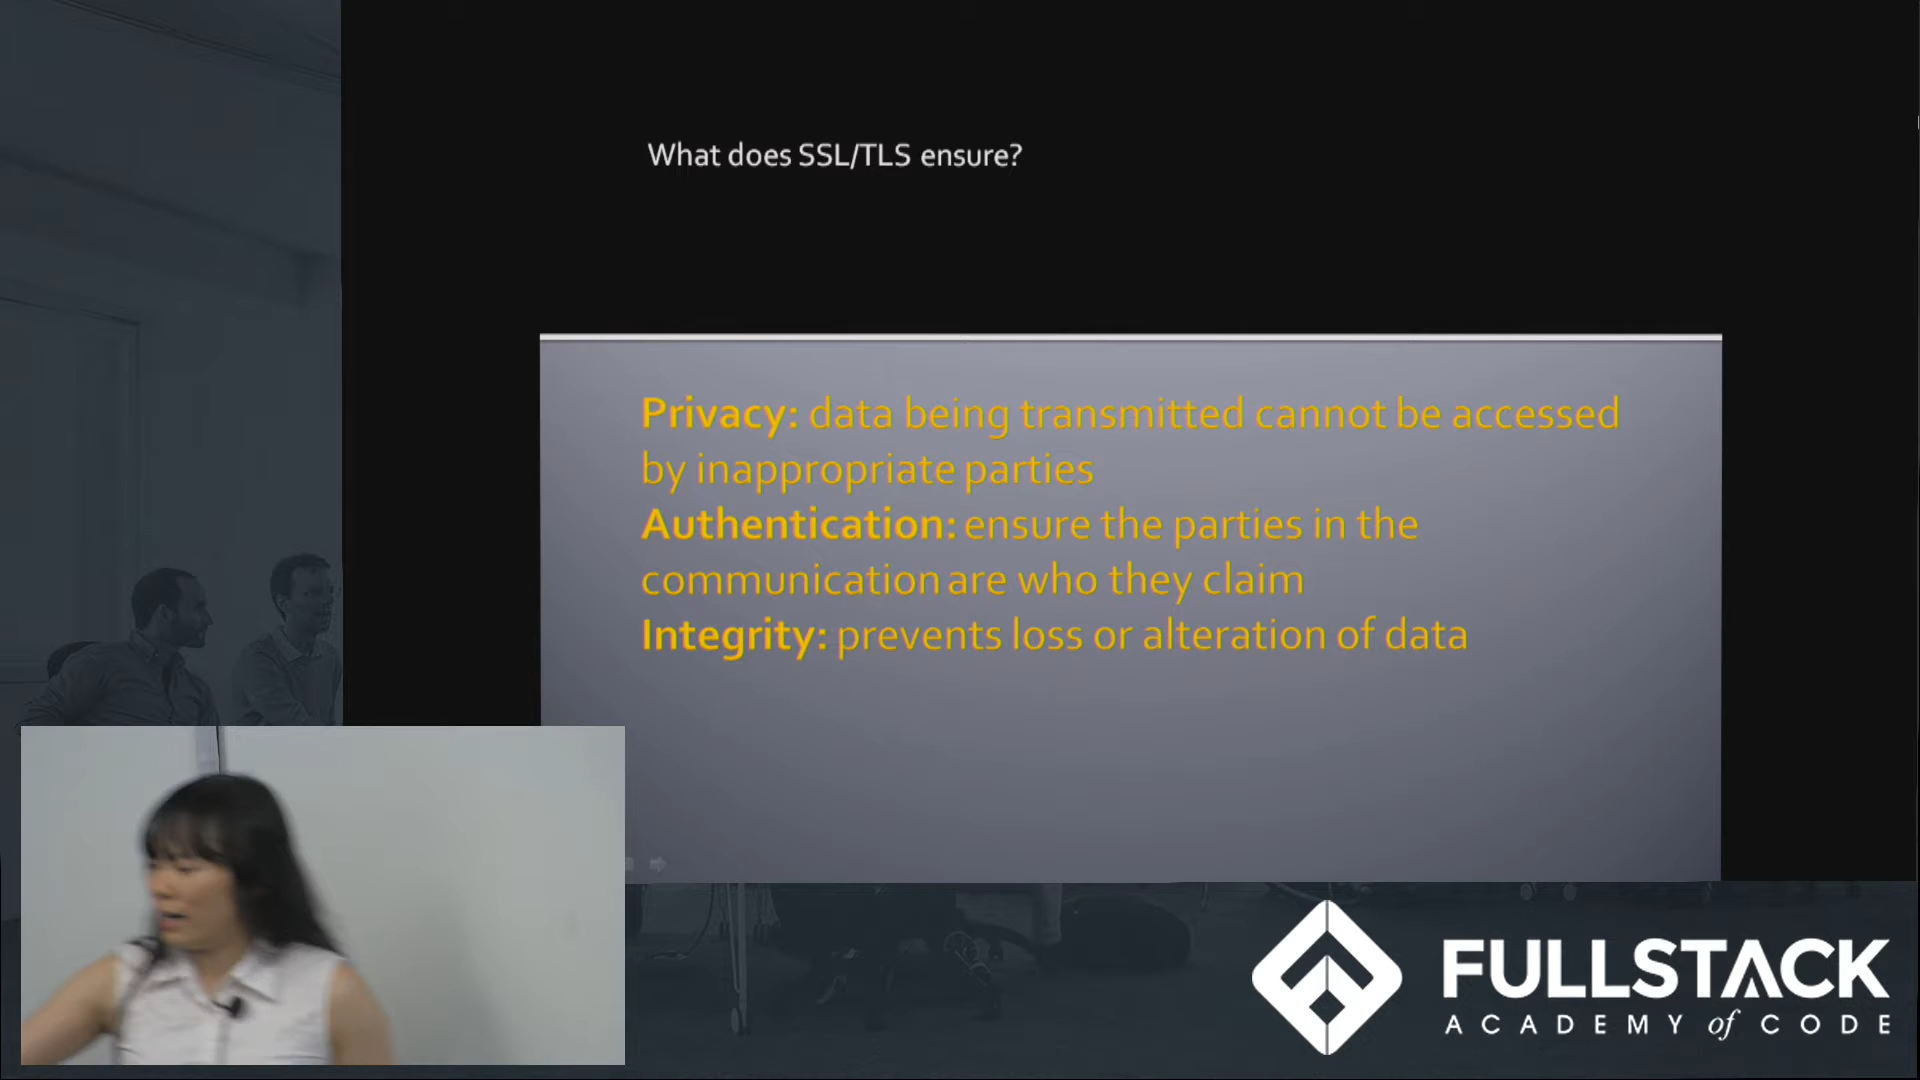 What does SSL/TLS ensure?
Privacy: data being transmitted cannot be accessed
by inappropriate parties
Authentication: ensure the parties in the
communication are who they claim
Integrity: prevents loss or alteration of data
FULLSTACK
ACADEMY of CODE